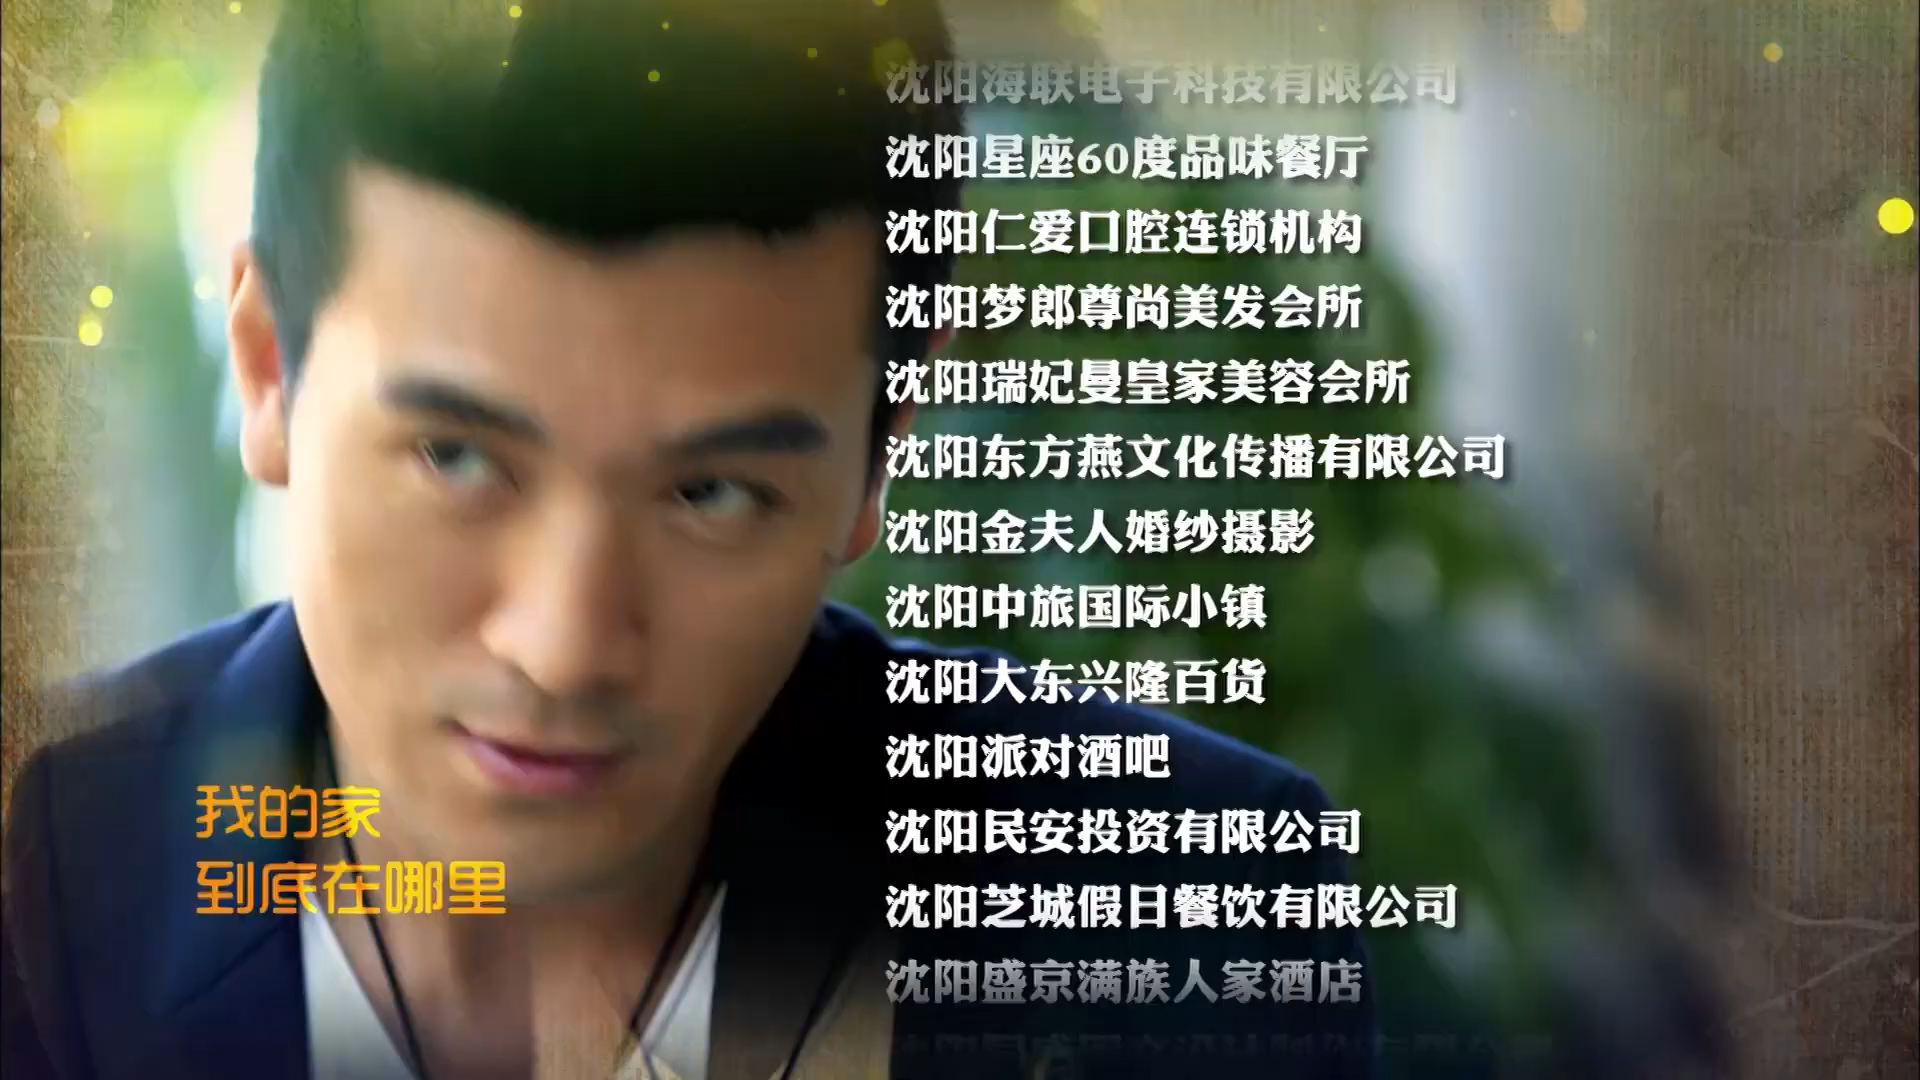 沈阳海联电子科技有限公司
沈阳星座60度品味餐厅
沈阳仁爱口腔连锁机构
沈阳梦郎尊尚美发会所
沈阳瑞妃曼皇家美容会所
沈阳东方燕文化传播有限公司
沈阳金夫人婚纱摄影
沈阳中旅国际小镇
沈阳大东兴隆百货
沈阳派对酒吧
沈阳民安投资有限公司
沈阳芝城假日餐饮有限公司
沈阳盛京满族人家酒店
我的家
到底在哪里